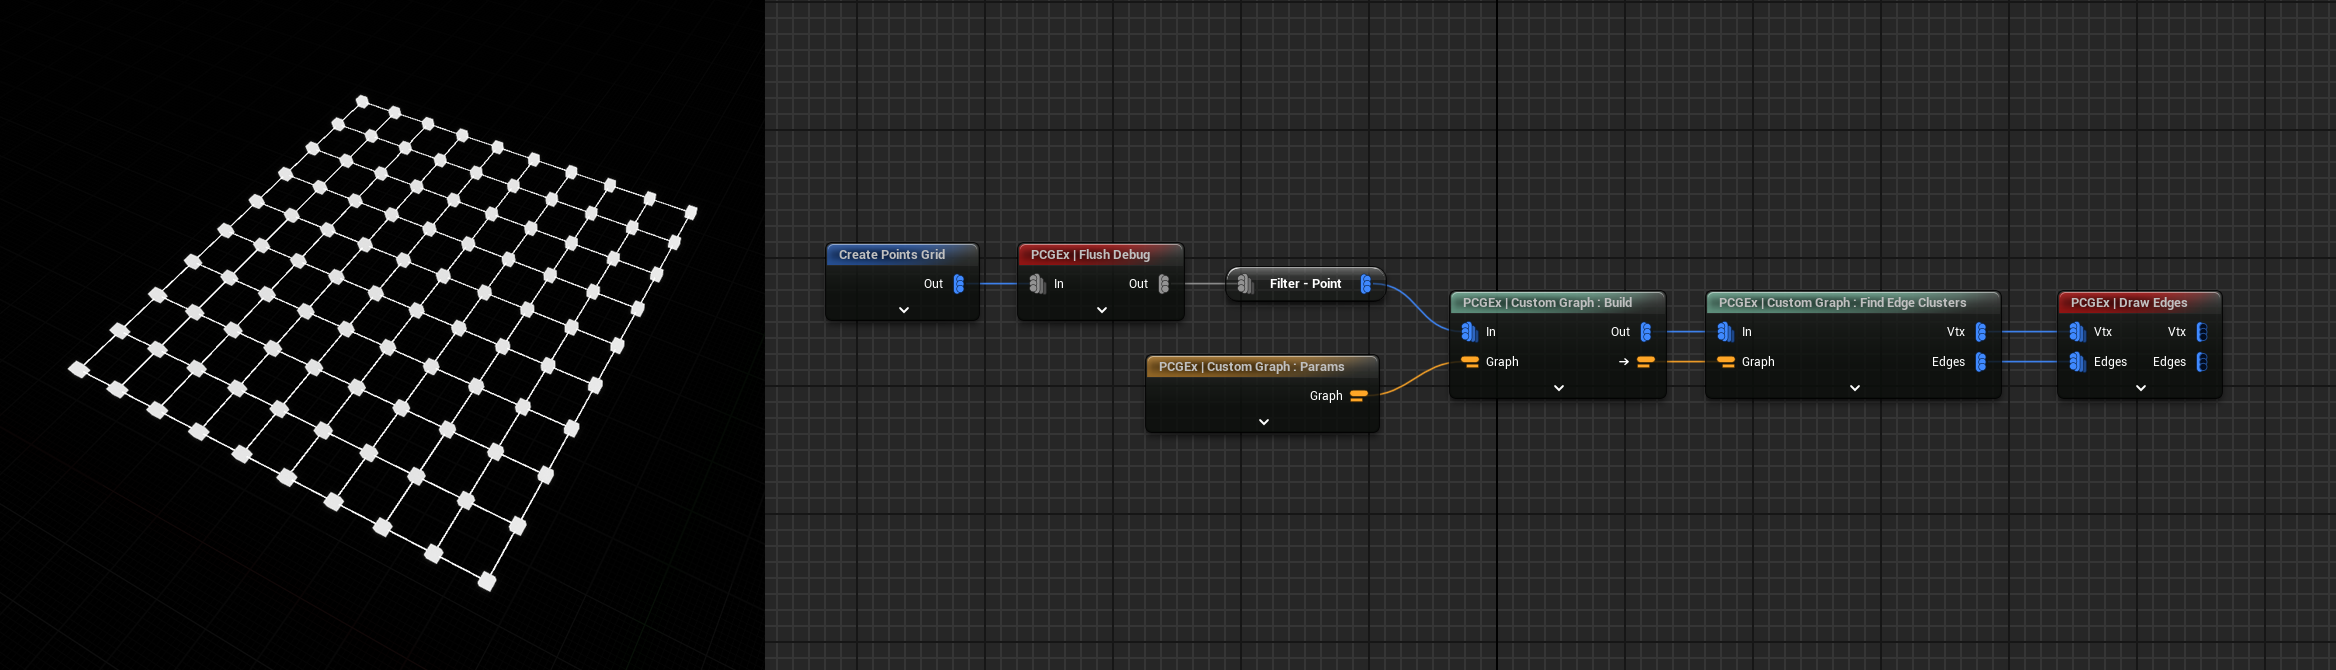 Create Points Grid
Out
PCGEx | Flush Debug
In Out
Filter - Point
PCGEx | Custom Graph : Params
Graph
PCGEx | Custom Graph : Build
In Out
Graph →
PCGEx | Custom Graph : Find Edge Clusters
In Vtx
Graph Edges
PCGEx | Draw Edges
Vtx Vtx
Edges Edges